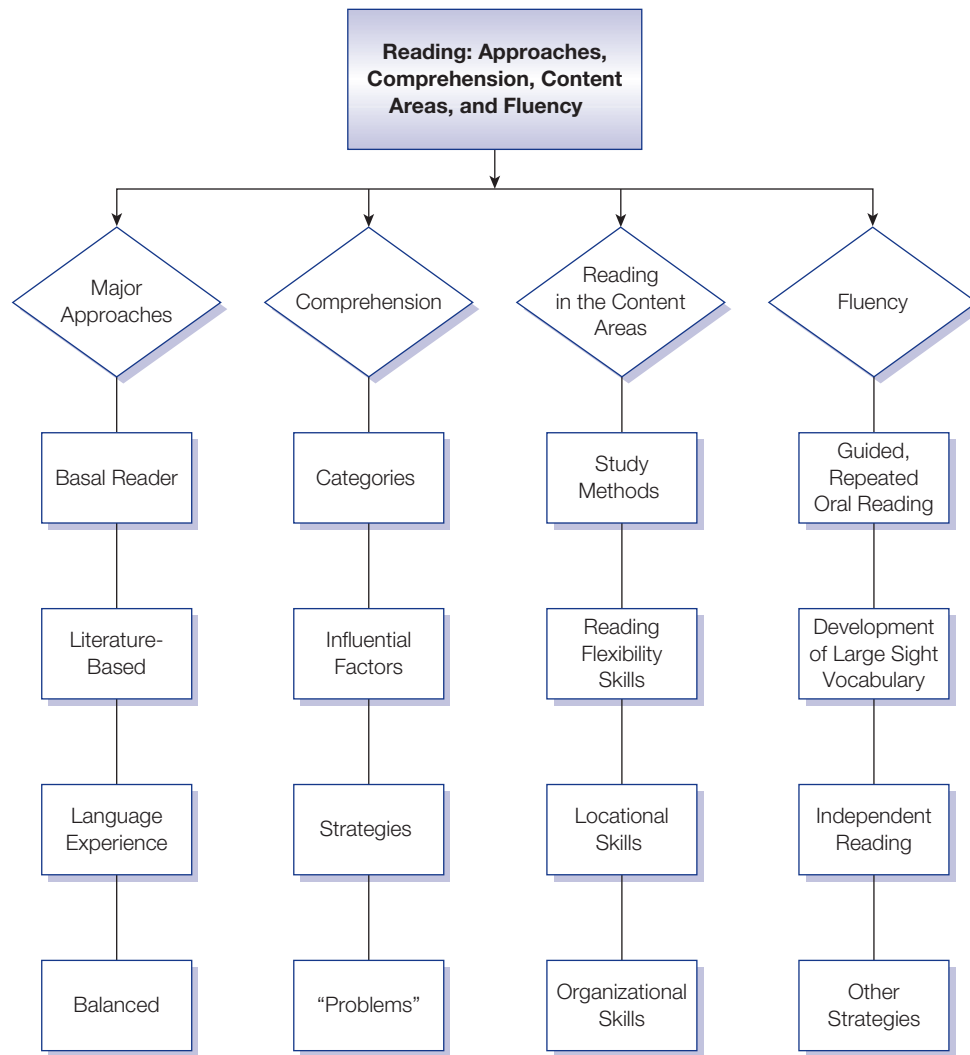 Reading: Approaches,
Comprehension, Content
Areas, and Fluency
Major
Approaches
Comprehension
Reading
in the Content
Areas
Fluency
Basal Reader
Categories
Study
Methods
Guided,
Repeated
Oral Reading
Literature-
Based
Influential
Factors
Reading
Flexibility
Skills
Development
of Large Sight
Vocabulary
Language
Experience
Strategies
Locational
Skills
Independent
Reading
Balanced
“Problems”
Organizational
Skills
Other
Strategies